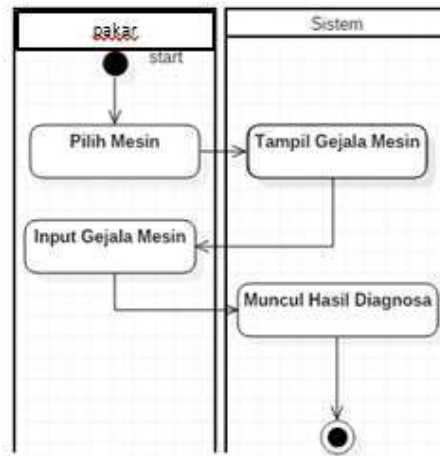 pakar
Sistem
start
Pilih Mesin
Tampil Gejala Mesin
Input Gejala Mesin
Muncul Hasil Diagnosa